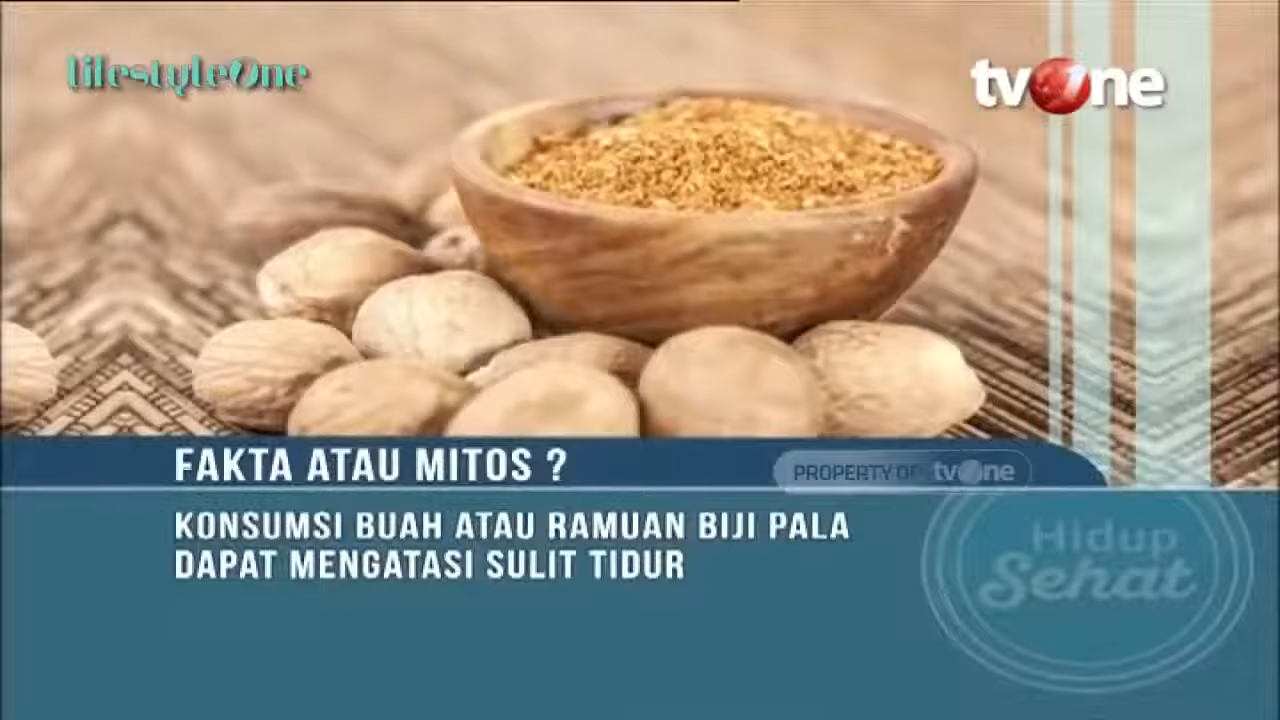 lifestyleOne
tvOne
FAKTA ATAU MITOS ?
PROPERTY OF tvOne
KONSUMSI BUAH ATAU RAMUAN BIJI PALA
DAPAT MENGATASI SULIT TIDUR
Hidup
Sehat